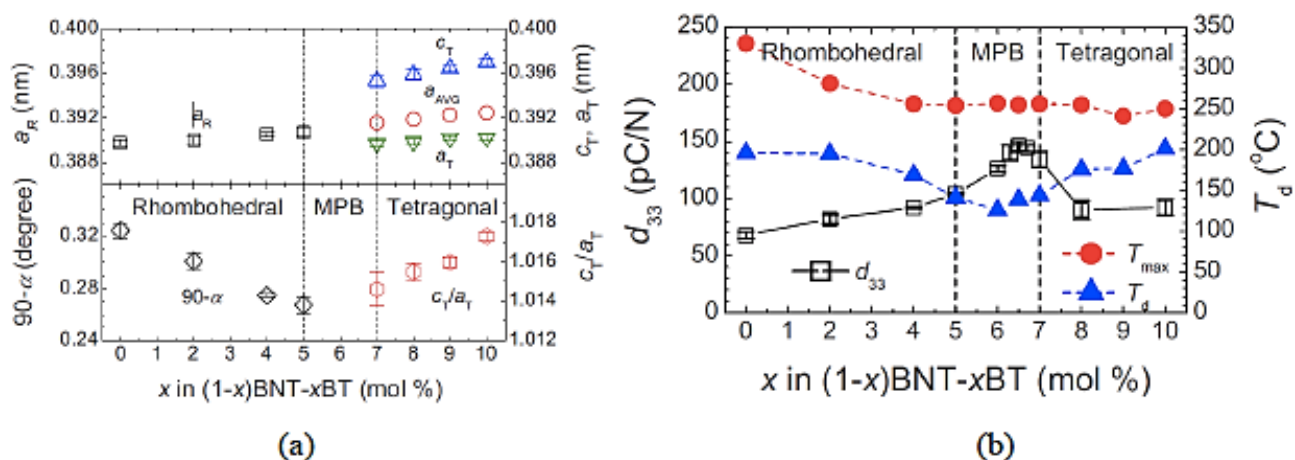 0.400
0.396
0.392
0.388
a_R (nm)
a_R
c_T
a_AVG
a_T
0.400
0.396
0.392
0.388
c_T, a_T (nm)
Rhombohedral MPB Tetragonal
0.32
0.28
0.24
90-α (degree)
90-α
c_T/a_T
1.018
1.016
1.014
1.012
c_T/a_T
0 1 2 3 4 5 6 7 8 9 10
x in (1-x)BNT-xBT (mol %)
(a)
250
200
150
100
50
0
d33 (pC/N)
Rhombohedral MPB Tetragonal
d33
T_max
T_d
350
300
250
200
150
100
50
0
T_d (°C)
0 1 2 3 4 5 6 7 8 9 10
x in (1-x)BNT-xBT (mol %)
(b)